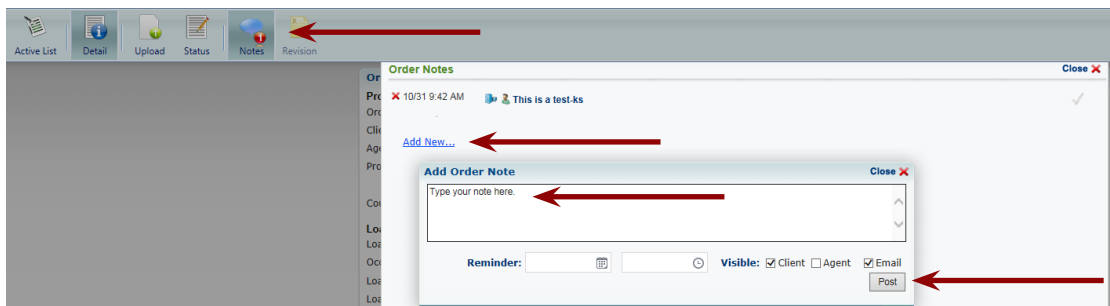 Active List Detail Upload Status Notes Revision
Order Notes Close
10/31 9:42 AM This is a test-ks
Add New...
Add Order Note Close
Type your note here.
Reminder: Visible: Client Agent Email
Post